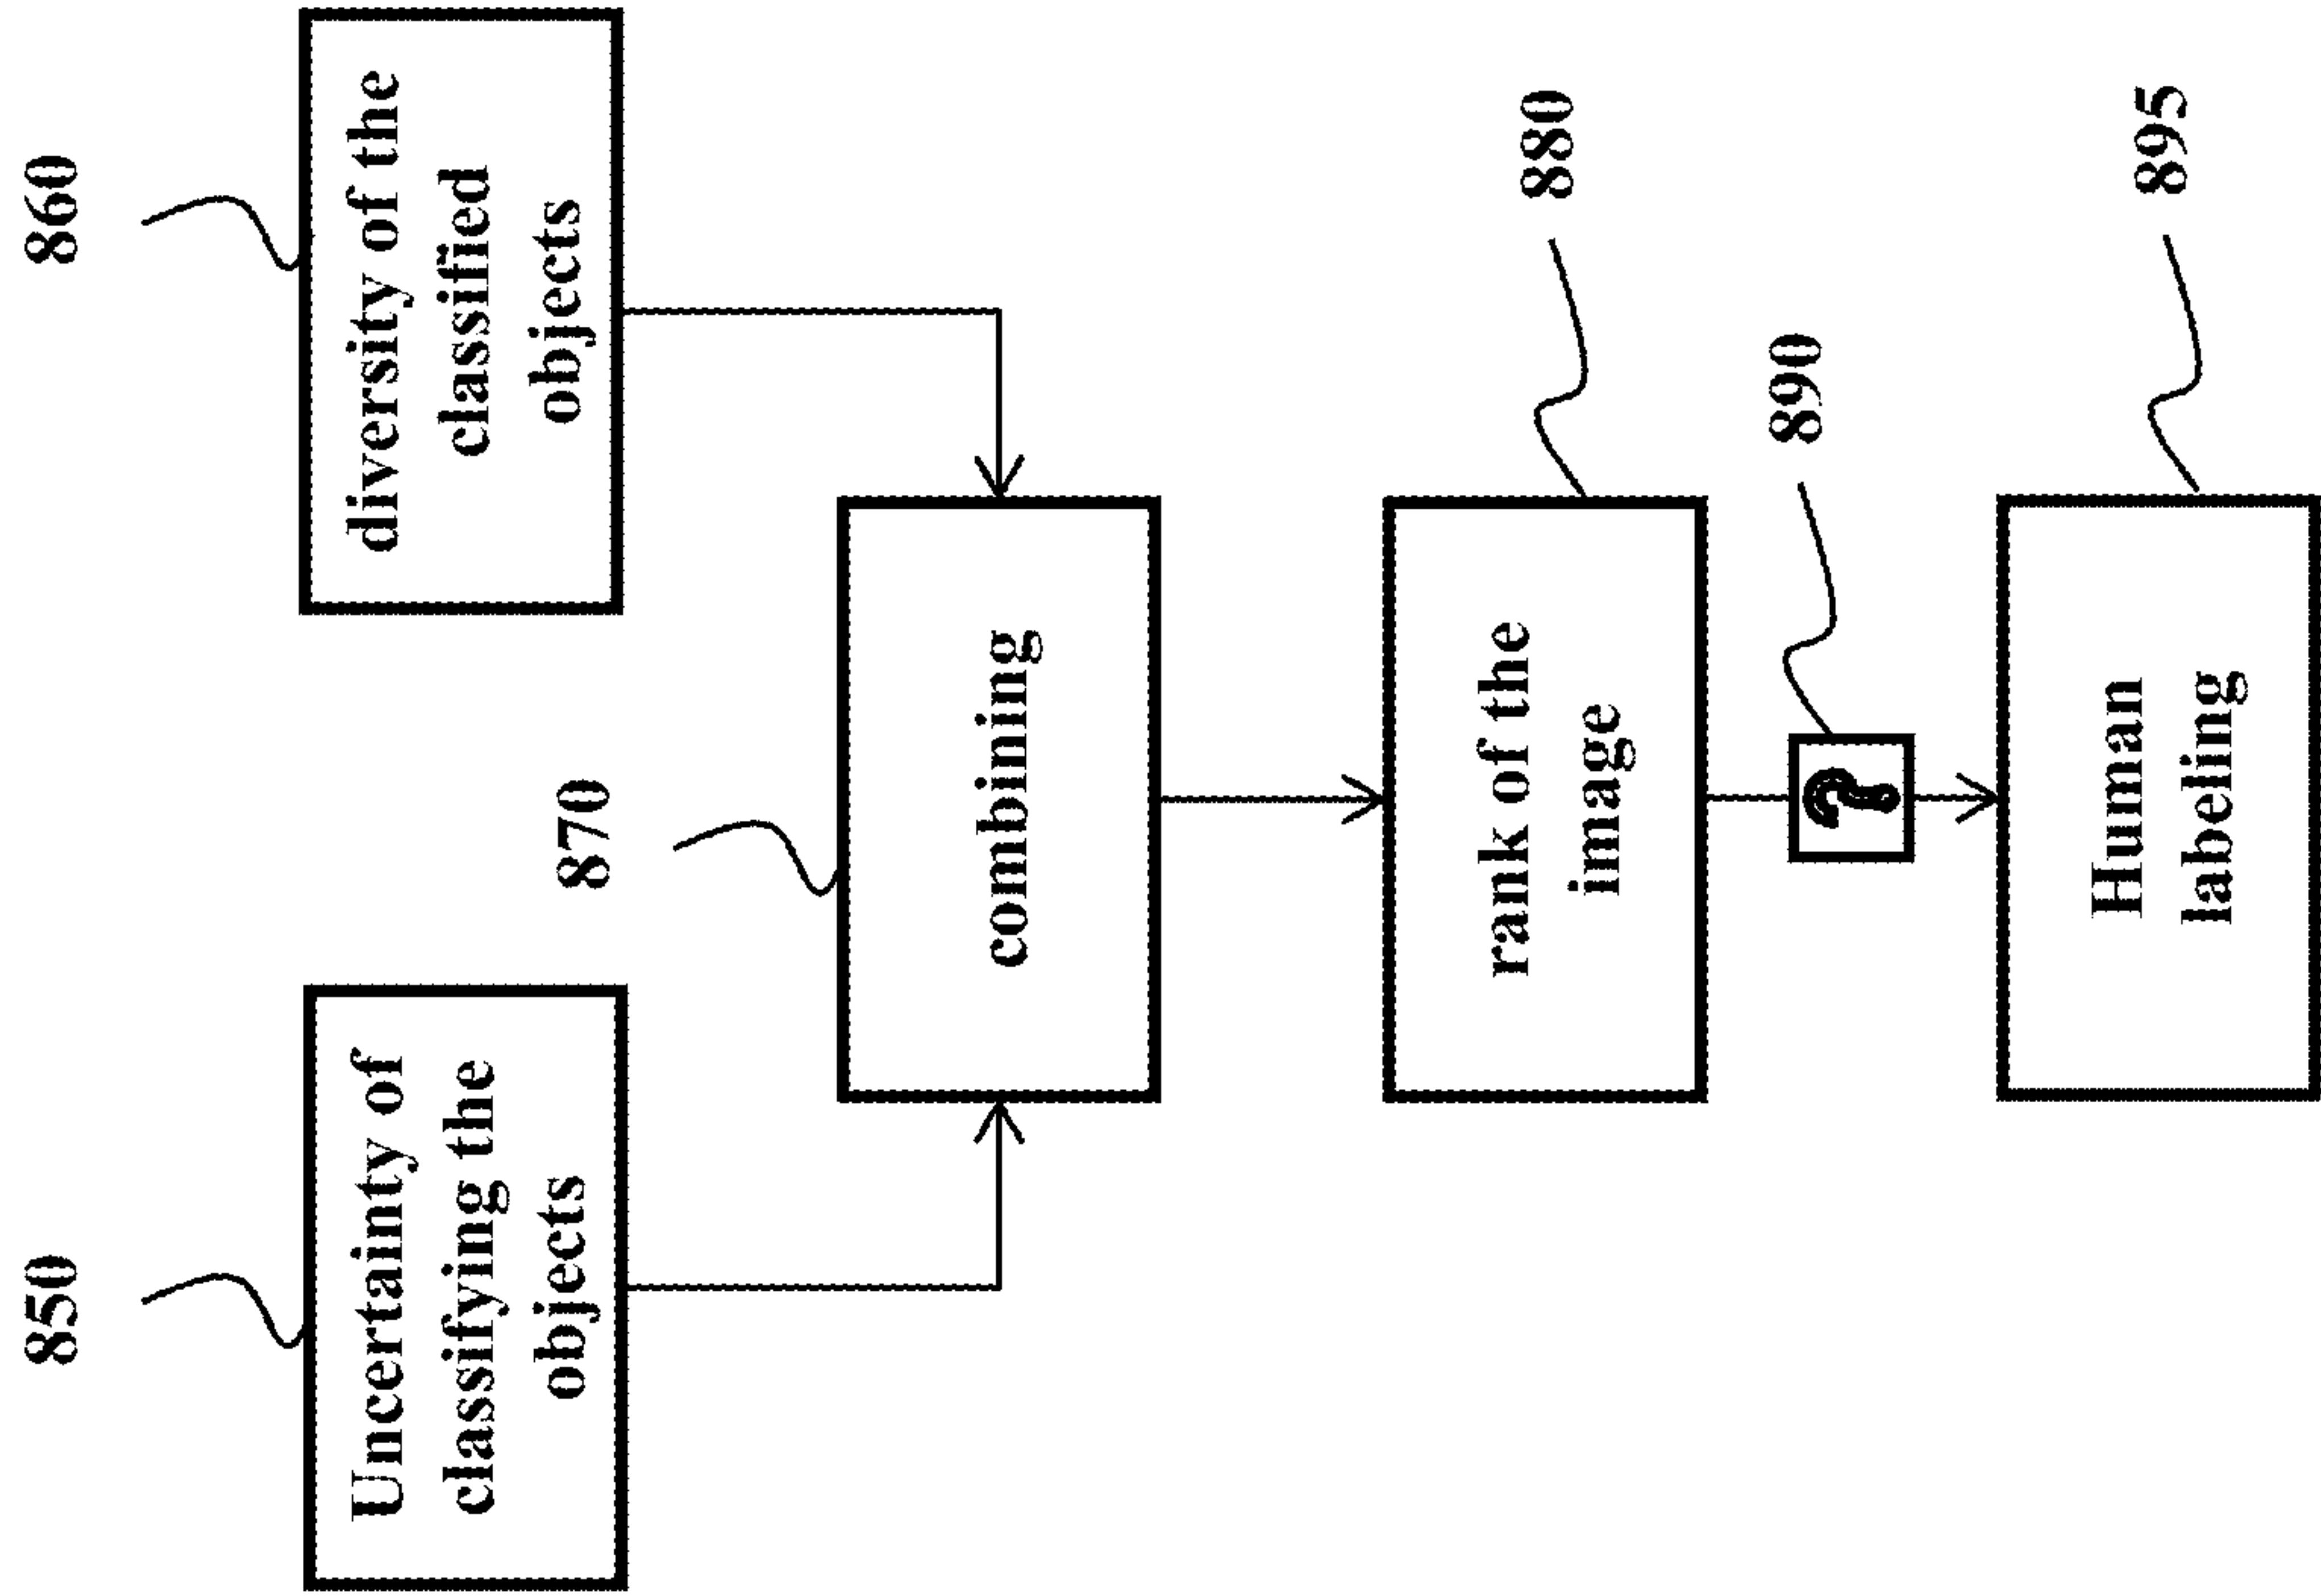 850
Uncertainty of
classifying the
objects
860
diversity of the
classified
objects
870
combining
880
rank of the
image
890
?
895
Human
labeling